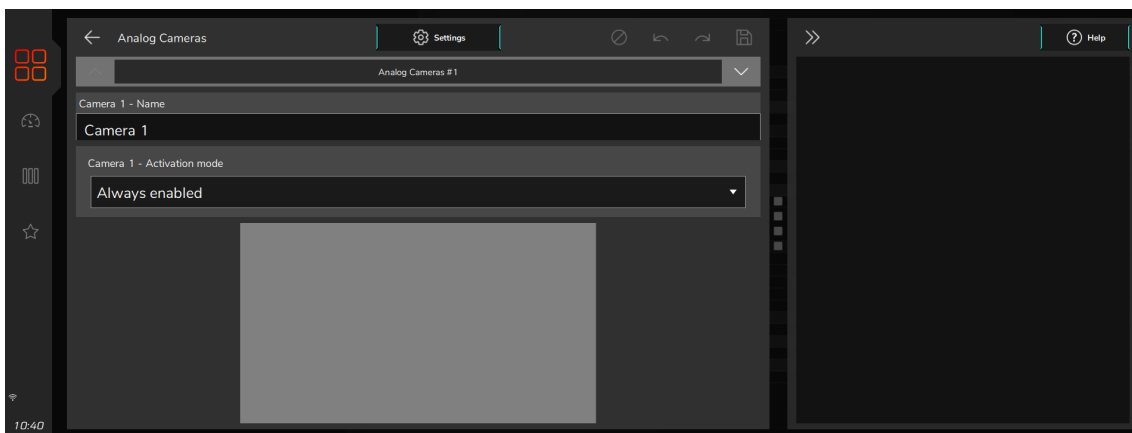 Analog Cameras
Settings
Help
Analog Cameras #1
Camera 1 - Name
Camera 1
Camera 1 - Activation mode
Always enabled
10:40